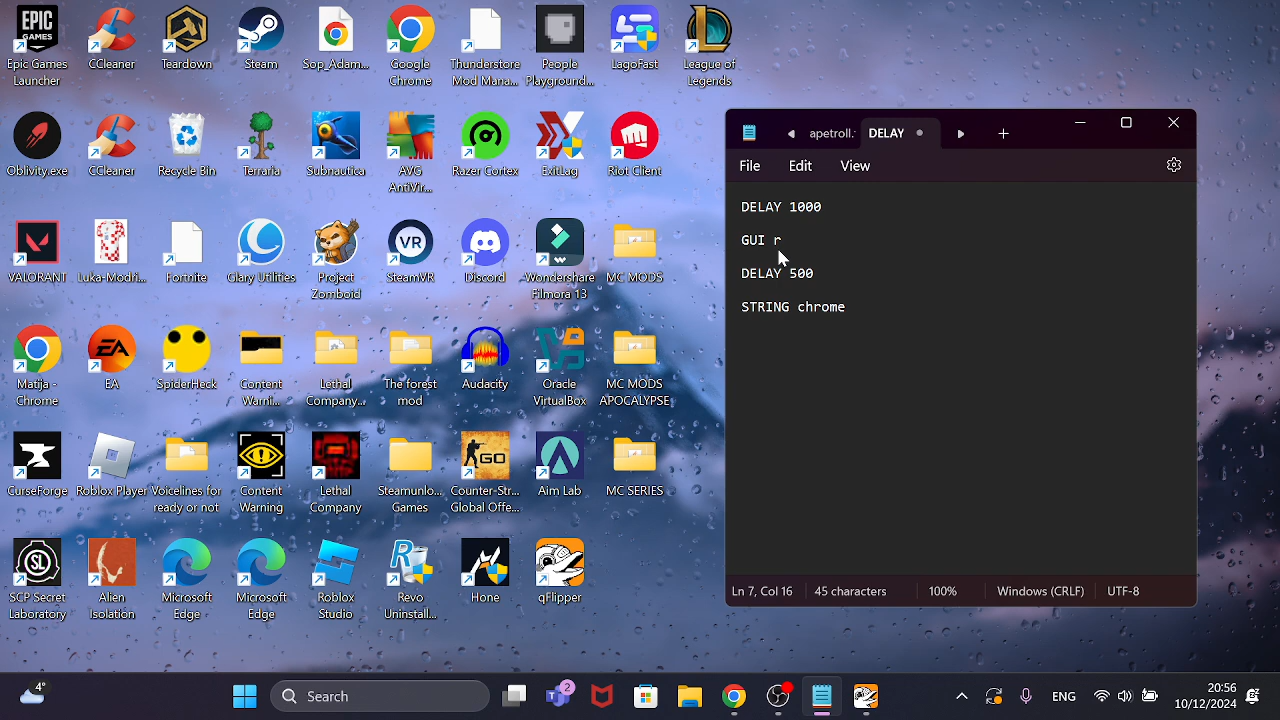 Epic Games Launcher
CCleaner
Teardown
Steam
Sop_Adam...
Google Chrome
Thunderstore Mod Mana...
People Playground...
LagoFast
League of Legends
Oblivity.exe
CCleaner
Recycle Bin
Terraria
Subnautica
AVG AntiVir...
Razer Cortex
ExitLag
Riot Client
VALORANT
Luka-Modri...
Fortnite
Glary Utilities
Project Zomboid
SteamVR
Discord
Wondershare Filmora 13
MC MODS
Matija - Chrome
EA
SpiderHeck
Content Warni...
Lethal Company...
The forest mod
Audacity
Oracle VirtualBox
MC MODS APOCALYPSE
CurseForge
Roblox Player
Voicelines for ready or not
Content Warning
Lethal Company
Steamunlo... Games
Counter-Str... Global Offe...
Aim Lab
MC SERIES
SCP Secret Laboratory
Alien Isolation
Microsoft Edge
Microsoft Edge
Roblox Studio
Revo Uninstall...
Hone
qFlipper
apetroll.
DELAY
File Edit View
DELAY 1000
GUI r
DELAY 500
STRING chrome
Ln 7, Col 16 45 characters 100% Windows (CRLF) UTF-8
4°
Search
2
ENG
20:56
10/12/2024